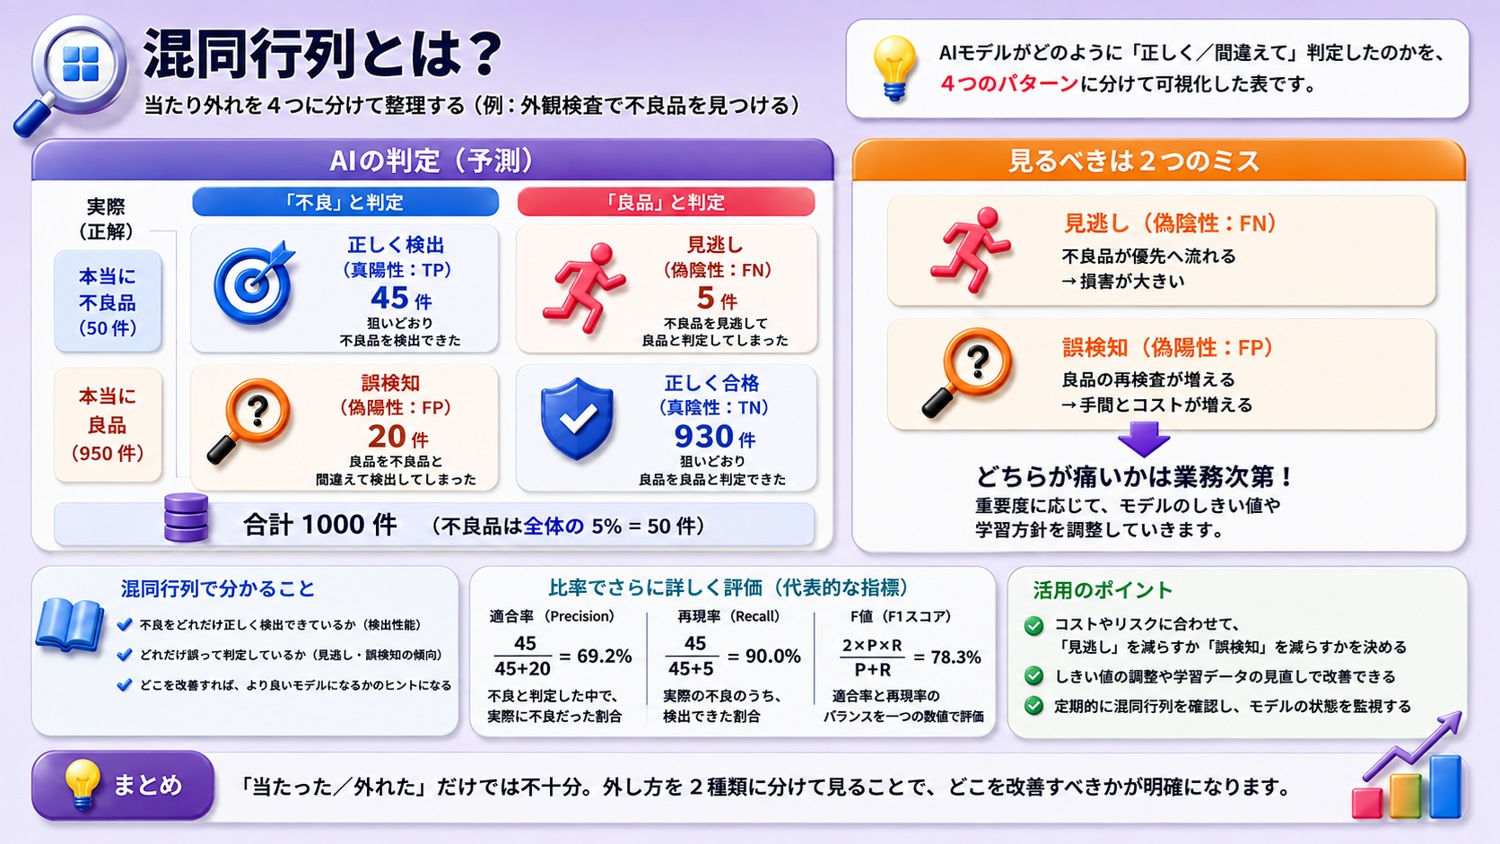 混同行列とは？
当たり外れを４つに分けて整理する（例：外観検査で不良品を見つける）
AIモデルがどのように「正しく／間違えて」判定したのかを、
４つのパターンに分けて可視化した表です。
AIの判定（予測）
実際
（正解）
「不良」と判定
「良品」と判定
本当に
不良品
（50 件）
正しく検出
（真陽性：TP）
45 件
狙いどおり
不良品を検出できた
見逃し
（偽陰性：FN）
5 件
不良品を見逃して
良品と判定してしまった
本当に
良品
（950 件）
誤検知
（偽陽性：FP）
20 件
良品を不良品と
間違えて検出してしまった
正しく合格
（真陰性：TN）
930 件
狙いどおり
良品を良品と判定できた
合計 1000 件 （不良品は全体の 5% = 50 件）
見るべきは２つのミス
見逃し（偽陰性：FN）
不良品が優先へ流れる
→ 損害が大きい
誤検知（偽陽性：FP）
良品の再検査が増える
→ 手間とコストが増える
どちらが痛いかは業務次第！
重要度に応じて、モデルのしきい値や
学習方針を調整していきます。
混同行列で分かること
不良をどれだけ正しく検出できているか（検出性能）
どれだけ誤って判定しているか（見逃し・誤検知の傾向）
どこを改善すれば、より良いモデルになるかのヒントになる
比率でさらに詳しく評価（代表的な指標）
適合率（Precision）
45
45+20
= 69.2%
不良と判定した中で、
実際に不良だった割合
再現率（Recall）
45
45+5
= 90.0%
実際の不良のうち、
検出できた割合
F値（F1スコア）
2×P×R
P+R
= 78.3%
適合率と再現率の
バランスを一つの数値で評価
活用のポイント
コストやリスクに合わせて、
「見逃し」を減らすか「誤検知」を減らすかを決める
しきい値の調整や学習データの見直しで改善できる
定期的に混同行列を確認し、モデルの状態を監視する
まとめ
「当たった／外れた」だけでは不十分。外し方を 2 種類に分けて見ることで、どこを改善すべきかが明確になります。